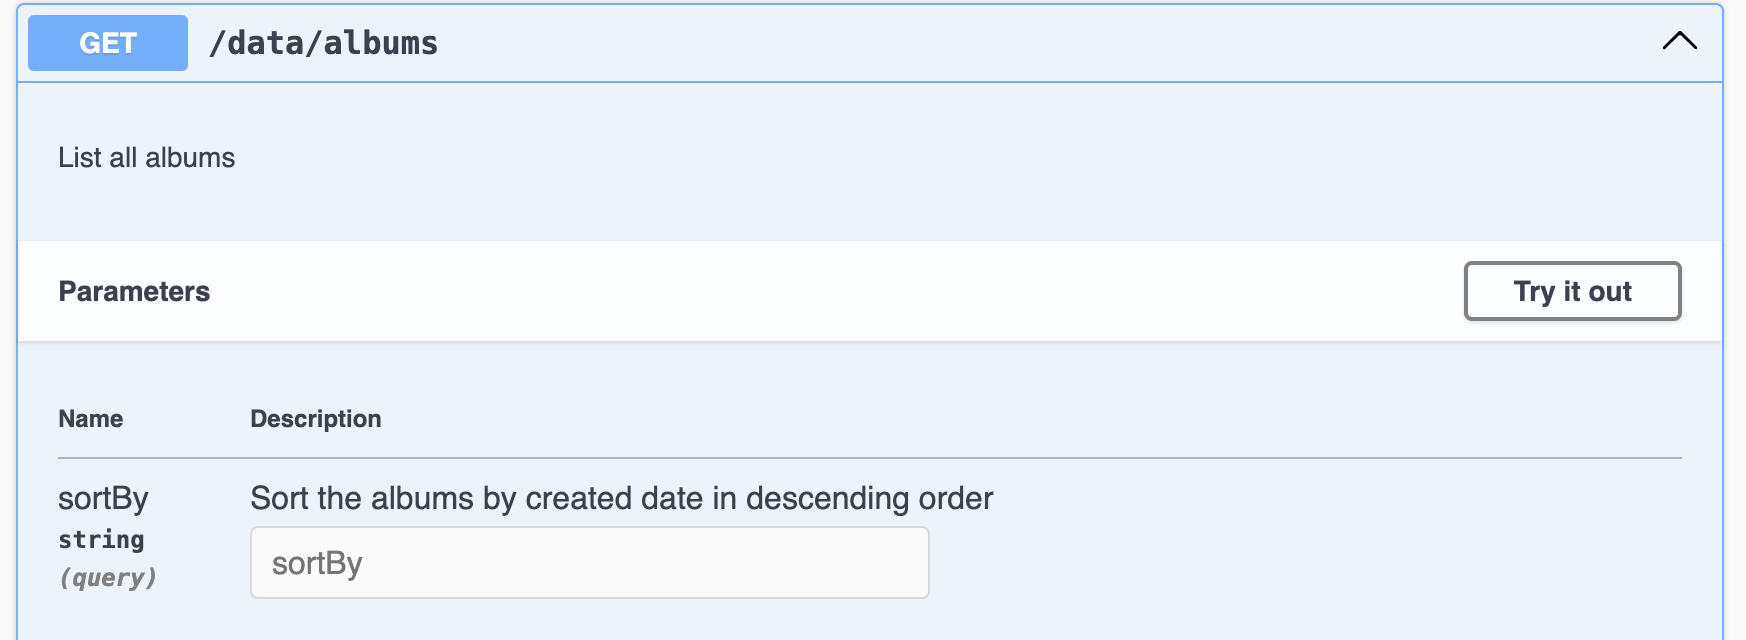 GET /data/albums
List all albums
Parameters Try it out
Name Description
sortBy Sort the albums by created date in descending order
string
sortBy
(query)